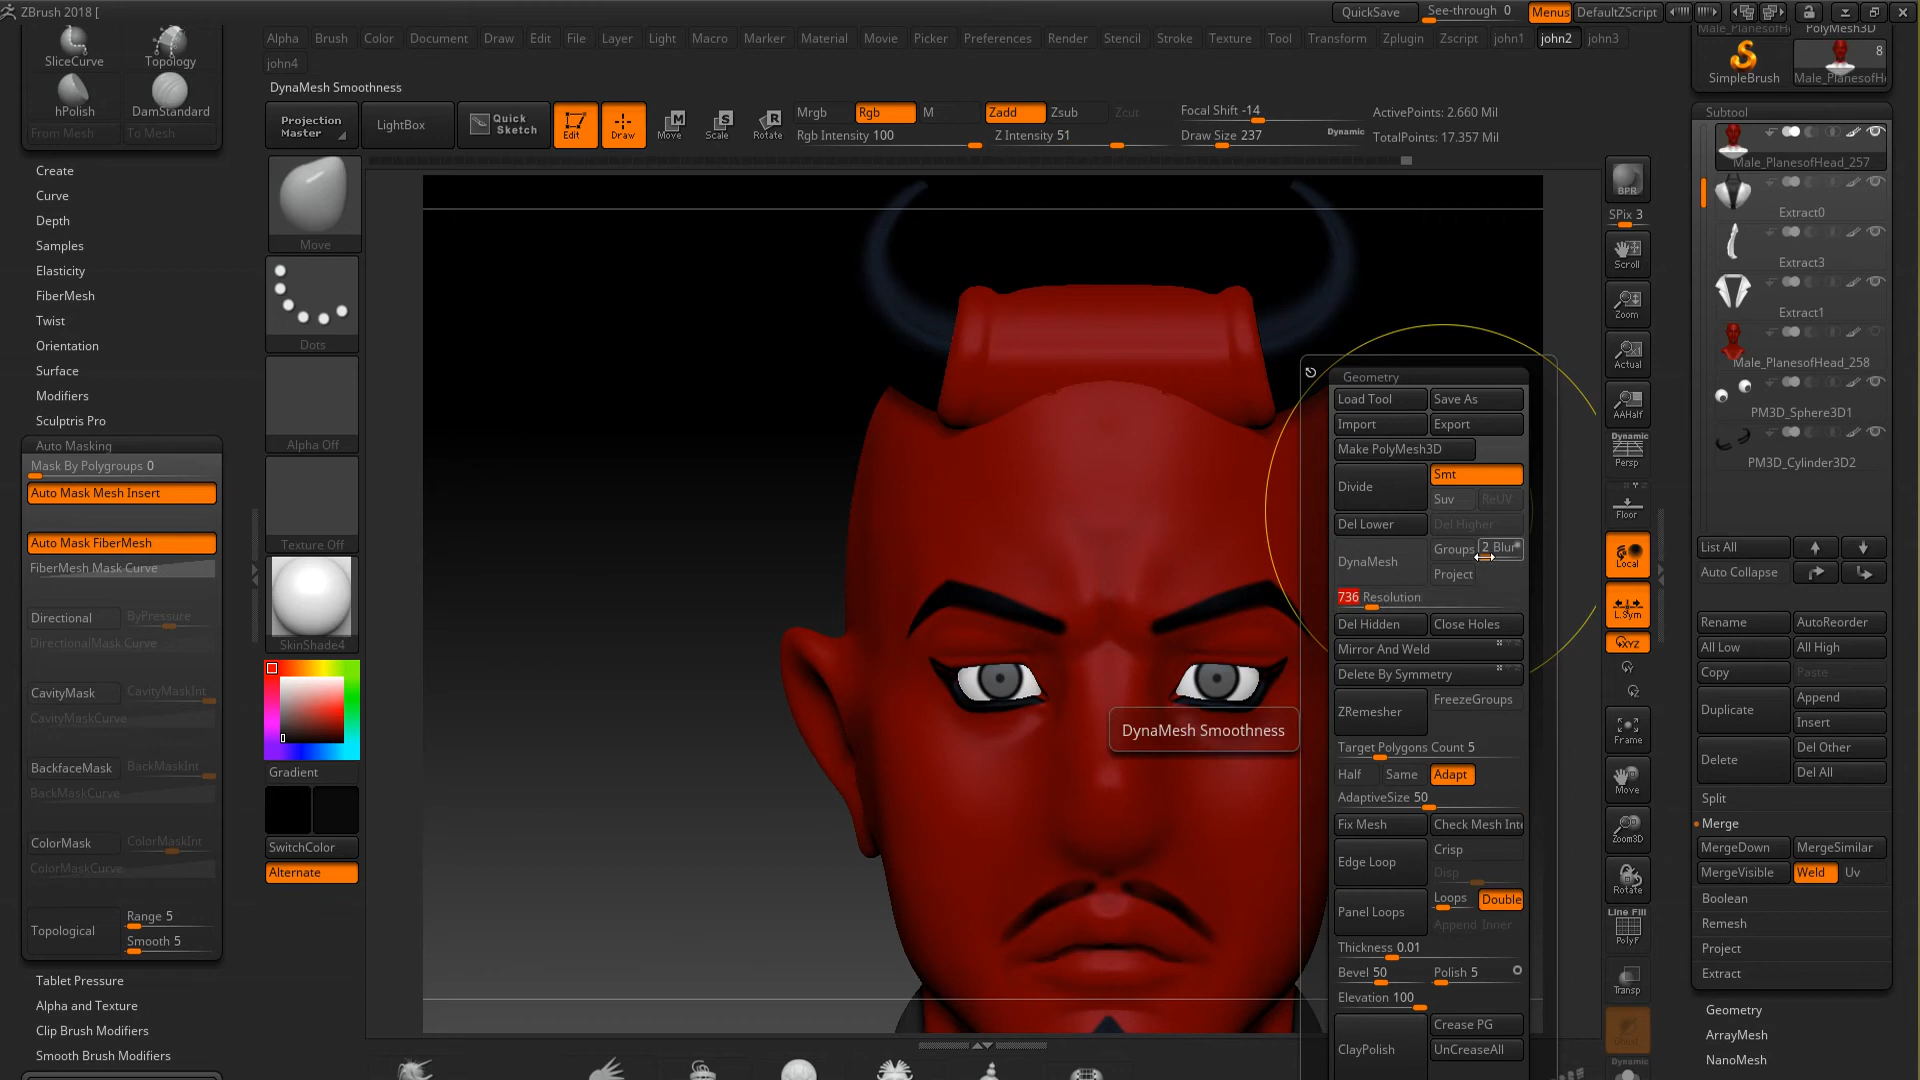 ZBrush 2018 [
QuickSave
See-through 0
Menus
DefaultZScript
SliceCurve
Topology
hPolish
DamStandard
From Mesh
To Mesh
Alpha Brush Color Document Draw Edit File Layer Light Macro Marker Material Movie Picker Preferences Render Stencil Stroke Texture Tool Transform Zplugin Zscript john1 john2 john3
john4
DynaMesh Smoothness
Projection
Master
LightBox
Quick
Sketch
Edit
Draw
Move
Scale
Rotate
Mrgb
Rgb
M
Zadd
Zsub
Zcut
Rgb Intensity 100
Z Intensity 51
Focal Shift -14
Draw Size 237
Dynamic
ActivePoints: 2.660 Mil
TotalPoints: 17.357 Mil
Create
Curve
Depth
Samples
Elasticity
FiberMesh
Twist
Orientation
Surface
Modifiers
Sculptris Pro
Auto Masking
Mask By Polygroups 0
Auto Mask Mesh Insert
Auto Mask FiberMesh
FiberMesh Mask Curve
Directional
ByPressure
DirectionalMask Curve
CavityMask
CavityMaskInt
CavityMaskCurve
BackfaceMask
BackMaskInt
BackMaskCurve
ColorMask
ColorMaskInt
ColorMaskCurve
Topological
Range 5
Smooth 5
Tablet Pressure
Alpha and Texture
Clip Brush Modifiers
Smooth Brush Modifiers
Move
Dots
Alpha Off
Texture Off
SkinShade4
Gradient
SwitchColor
Alternate
Geometry
Load Tool
Save As
Import
Export
Make PolyMesh3D
Divide
Smt
Suv
ReUV
Del Lower
Del Higher
DynaMesh
Groups
2 Blur
Project
736 Resolution
Del Hidden
Close Holes
Mirror And Weld
Delete By Symmetry
ZRemesher
FreezeGroups
Target Polygons Count 5
Half
Same
Adapt
AdaptiveSize 50
Fix Mesh
Check Mesh Int
Edge Loop
Crisp
Disp
Panel Loops
Loops
Double
Append
Inner
Thickness 0.01
Bevel 50
Polish 5
Elevation 100
ClayPolish
Crease PG
UnCreaseAll
DynaMesh Smoothness
BPR
SPix 3
Scroll
Zoom
Actual
AAHalf
Dynamic
Persp
Floor
Local
L.Sym
XYZ
Frame
Move
Zoom3D
Rotate
Line Fill
PolyF
Transp
Dynamic
PolyMesh3D
SimpleBrush
8
Subtool
Male_PlanesofHead_257
Extract0
Extract3
Extract1
Male_PlanesofHead_258
PM3D_Sphere3D1
PM3D_Cylinder3D2
List All
Auto Collapse
Rename
AutoReorder
All Low
All High
Copy
Paste
Duplicate
Append
Insert
Delete
Del Other
Del All
Split
Merge
MergeDown
MergeSimilar
MergeVisible
Weld
Uv
Boolean
Remesh
Project
Extract
Geometry
ArrayMesh
NanoMesh